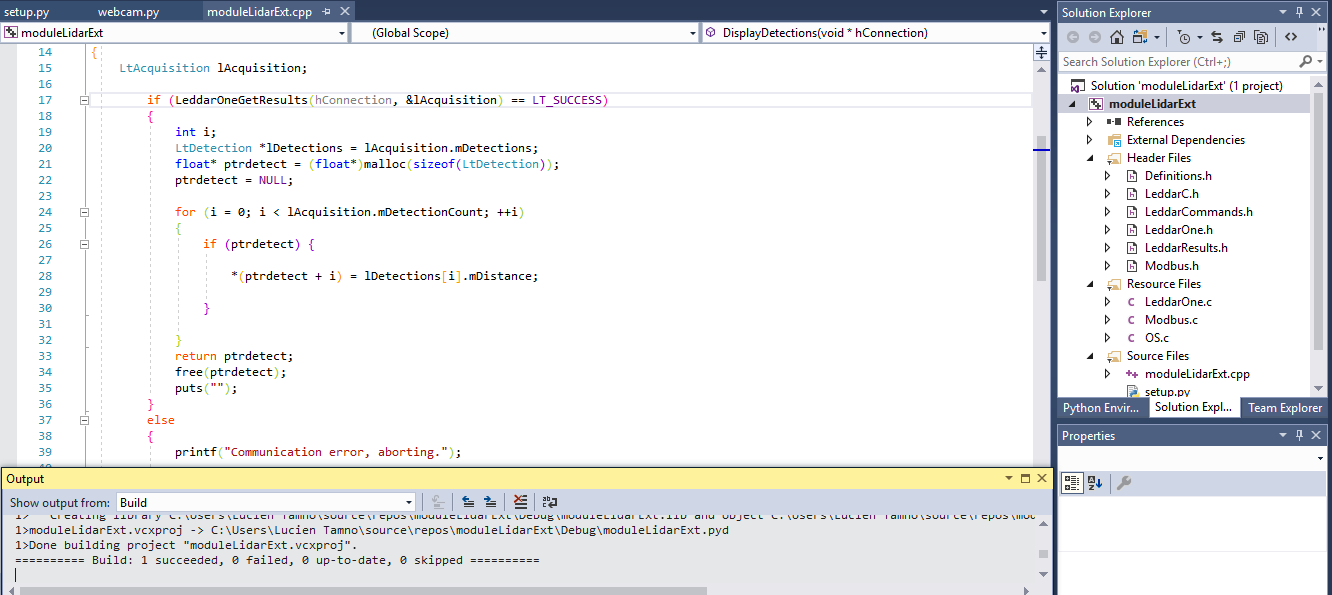 setup.py webcam.py moduleLidarExt.cpp
moduleLidarExt (Global Scope) DisplayDetections(void * hConnection)
14 {
15 LtAcquisition lAcquisition;
16
17 if (LeddarOneGetResults(hConnection, &lAcquisition) == LT_SUCCESS)
18 {
19 int i;
20 LtDetection *lDetections = lAcquisition.mDetections;
21 float* ptrdetect = (float*)malloc(sizeof(LtDetection));
22 ptrdetect = NULL;
23
24 for (i = 0; i < lAcquisition.mDetectionCount; ++i)
25 {
26 if (ptrdetect) {
27
28 *(ptrdetect + i) = lDetections[i].mDistance;
29
30 }
31
32 }
33 return ptrdetect;
34 free(ptrdetect);
35 puts("");
36 }
37 else
38 {
39 printf("Communication error, aborting.");
Output
Show output from: Build
1> Creating library C:\Users\Lucien Tamno\source\repos\moduleLidarExt\Debug\moduleLidarExt.lib and object C:\Users\Lucien Tamno\source\repos\mod
1>moduleLidarExt.vcxproj -> C:\Users\Lucien Tamno\source\repos\moduleLidarExt\Debug\moduleLidarExt.pyd
1>Done building project "moduleLidarExt.vcxproj".
========== Build: 1 succeeded, 0 failed, 0 up-to-date, 0 skipped ==========
Solution Explorer
Search Solution Explorer (Ctrl+;)
Solution 'moduleLidarExt' (1 project)
moduleLidarExt
References
External Dependencies
Header Files
Definitions.h
LeddarC.h
LeddarCommands.h
LeddarOne.h
LeddarResults.h
Modbus.h
Resource Files
LeddarOne.c
Modbus.c
OS.c
Source Files
moduleLidarExt.cpp
setup.py
Python Envir... Solution Expl... Team Explorer
Properties